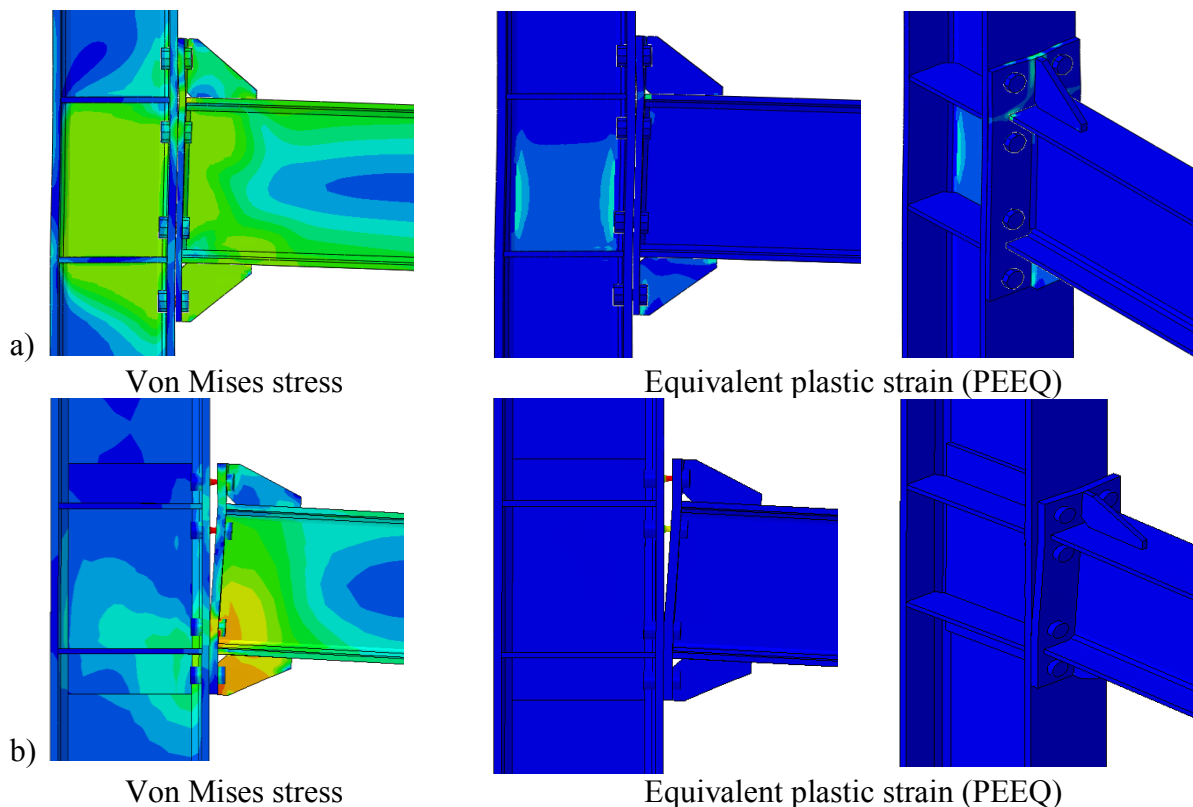 a)
Von Mises stress
Equivalent plastic strain (PEEQ)
b)
Von Mises stress
Equivalent plastic strain (PEEQ)